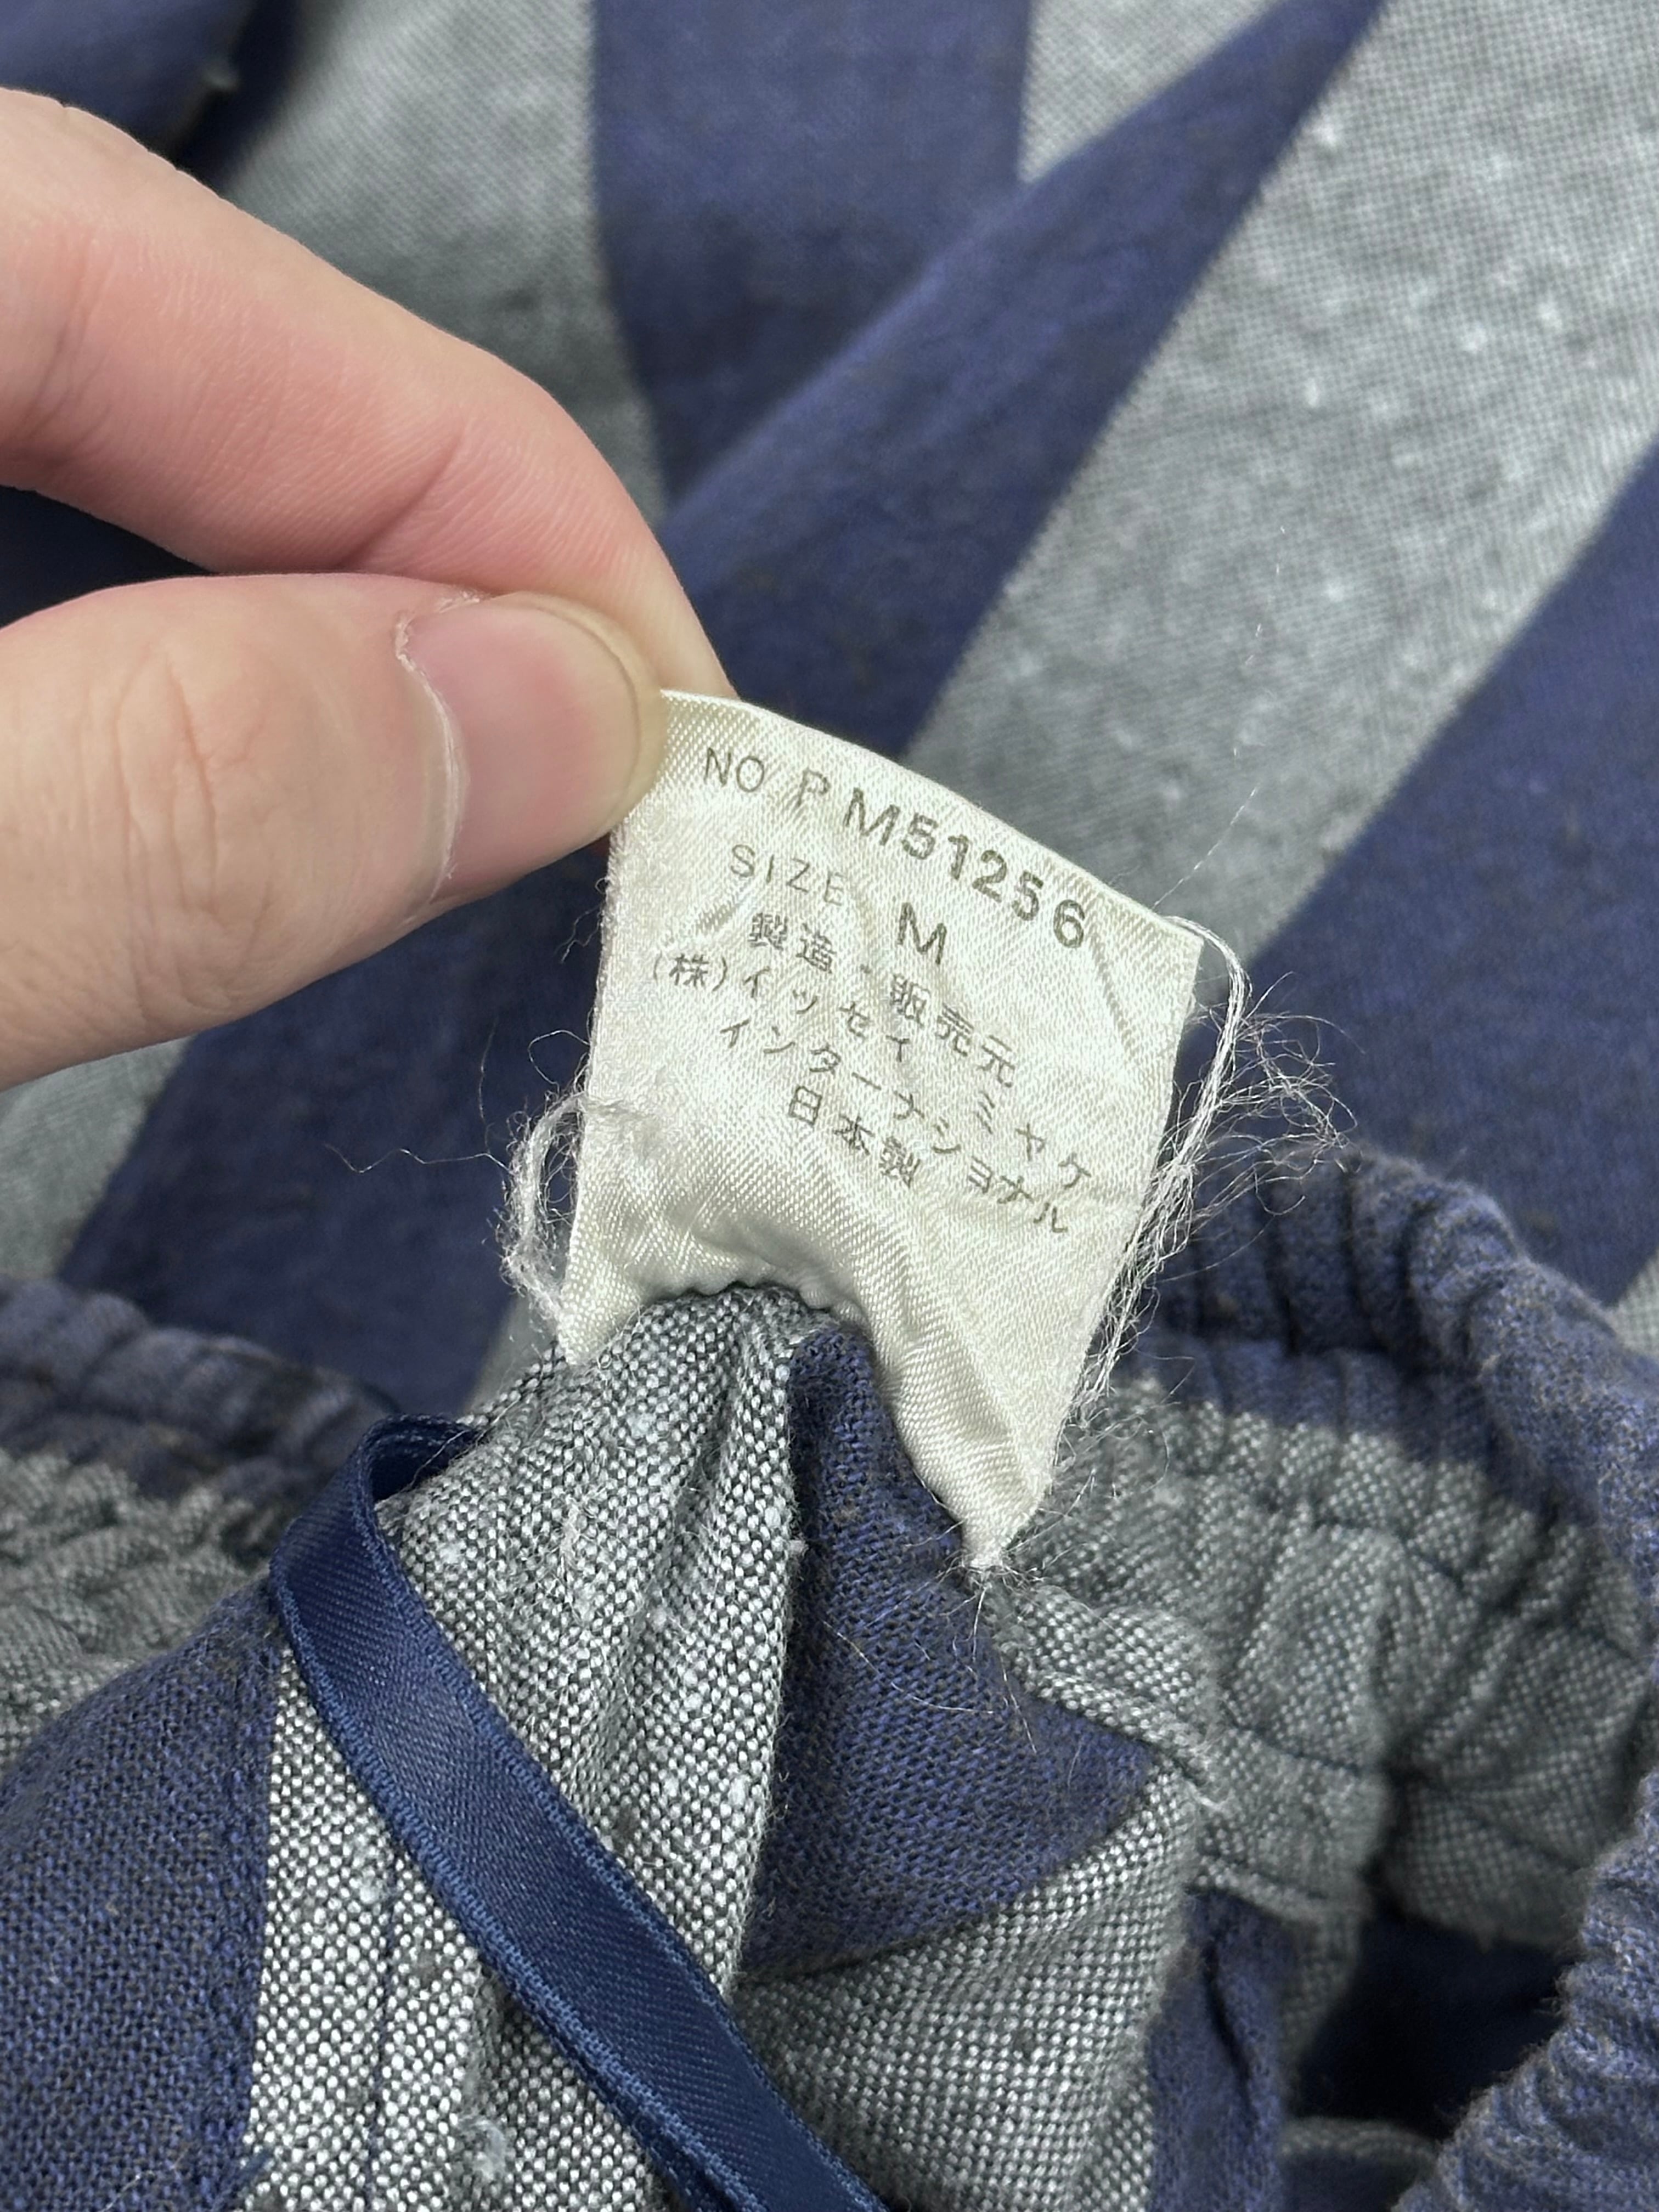 NO PM51256
SIZE M
製造・販売元
(株)イッセイ ミヤケ
インターナショナル
日本製